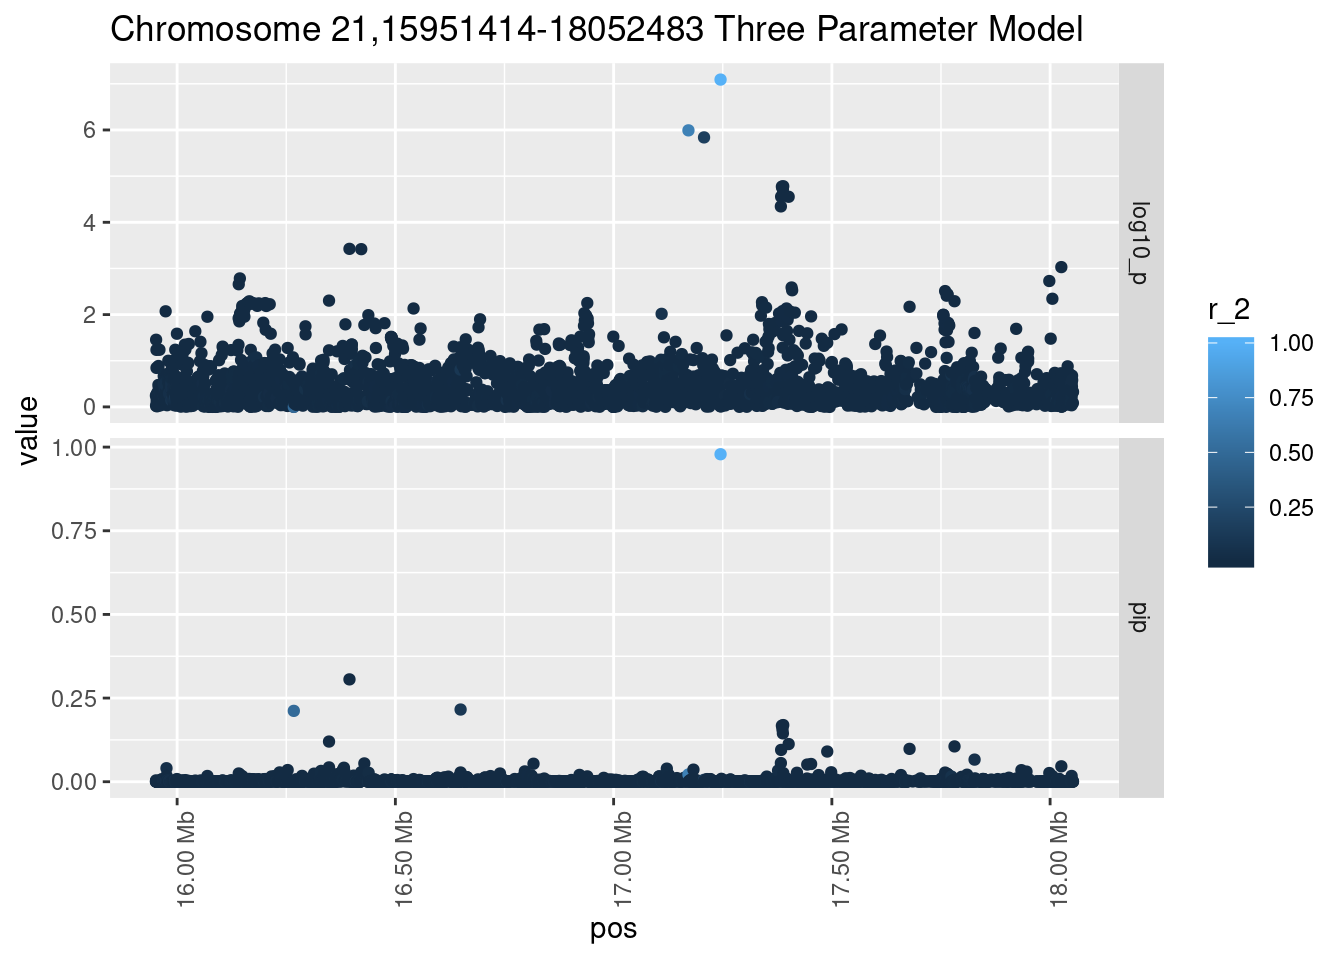 Chromosome 21,15951414-18052483 Three Parameter Model
6
4
2
0
log10_p
1.00
0.75
0.50
0.25
0.00
pip
value
16.00 Mb
16.50 Mb
17.00 Mb
17.50 Mb
18.00 Mb
pos
r_2
1.00
0.75
0.50
0.25